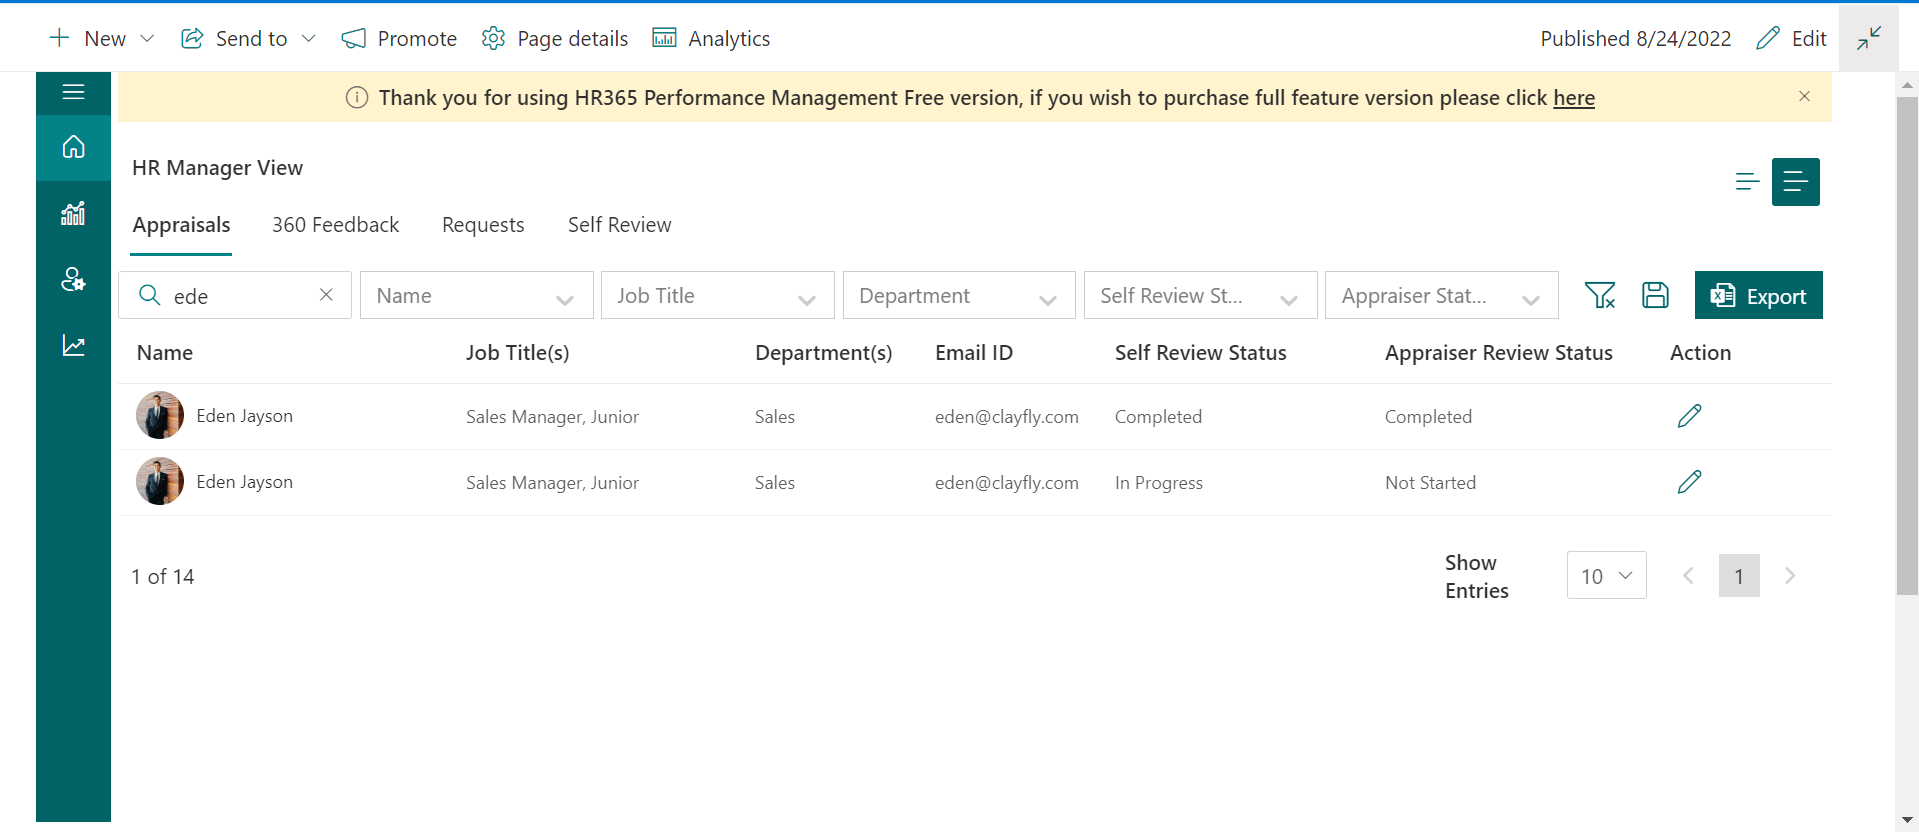 New Send to Promote Page details Analytics Published 8/24/2022 Edit
Thank you for using HR365 Performance Management Free version, if you wish to purchase full feature version please click here
HR Manager View
Appraisals 360 Feedback Requests Self Review
ede Name Job Title Department Self Review St... Appraiser Stat... Export
Name Job Title(s) Department(s) Email ID Self Review Status Appraiser Review Status Action
Eden Jayson Sales Manager, Junior Sales eden@clayfly.com Completed Completed
Eden Jayson Sales Manager, Junior Sales eden@clayfly.com In Progress Not Started
1 of 14 Show
Entries 10 1